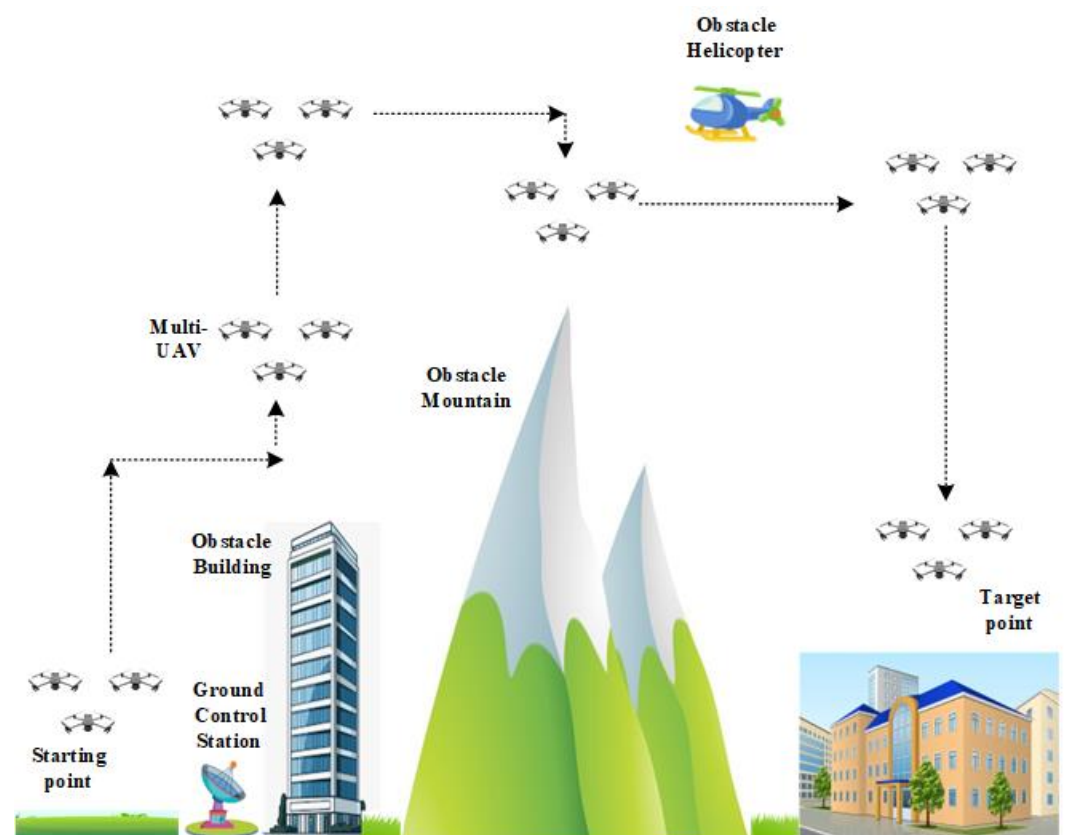 Obstacle
Helicopter
Multi-
UAV
Obstacle
Mountain
Obstacle
Building
Target
point
Ground
Control
Station
Starting
point